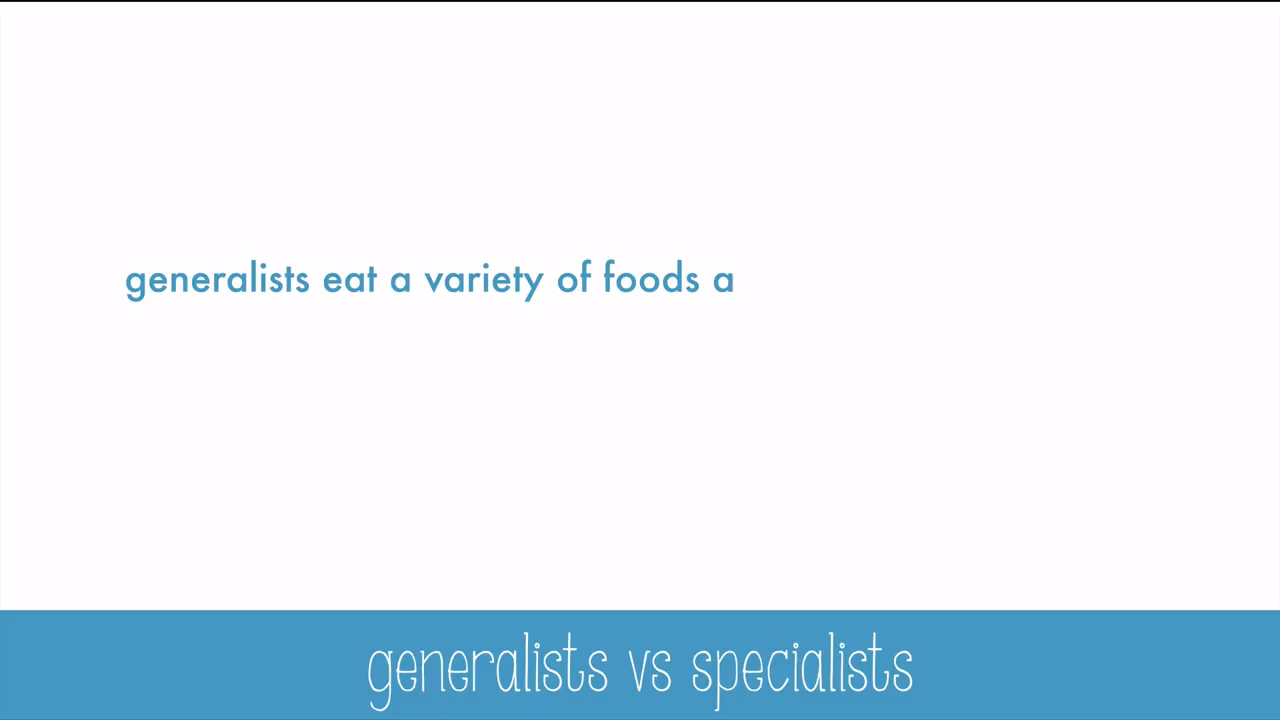 generalists eat a variety of foods a
generalists vs specialists